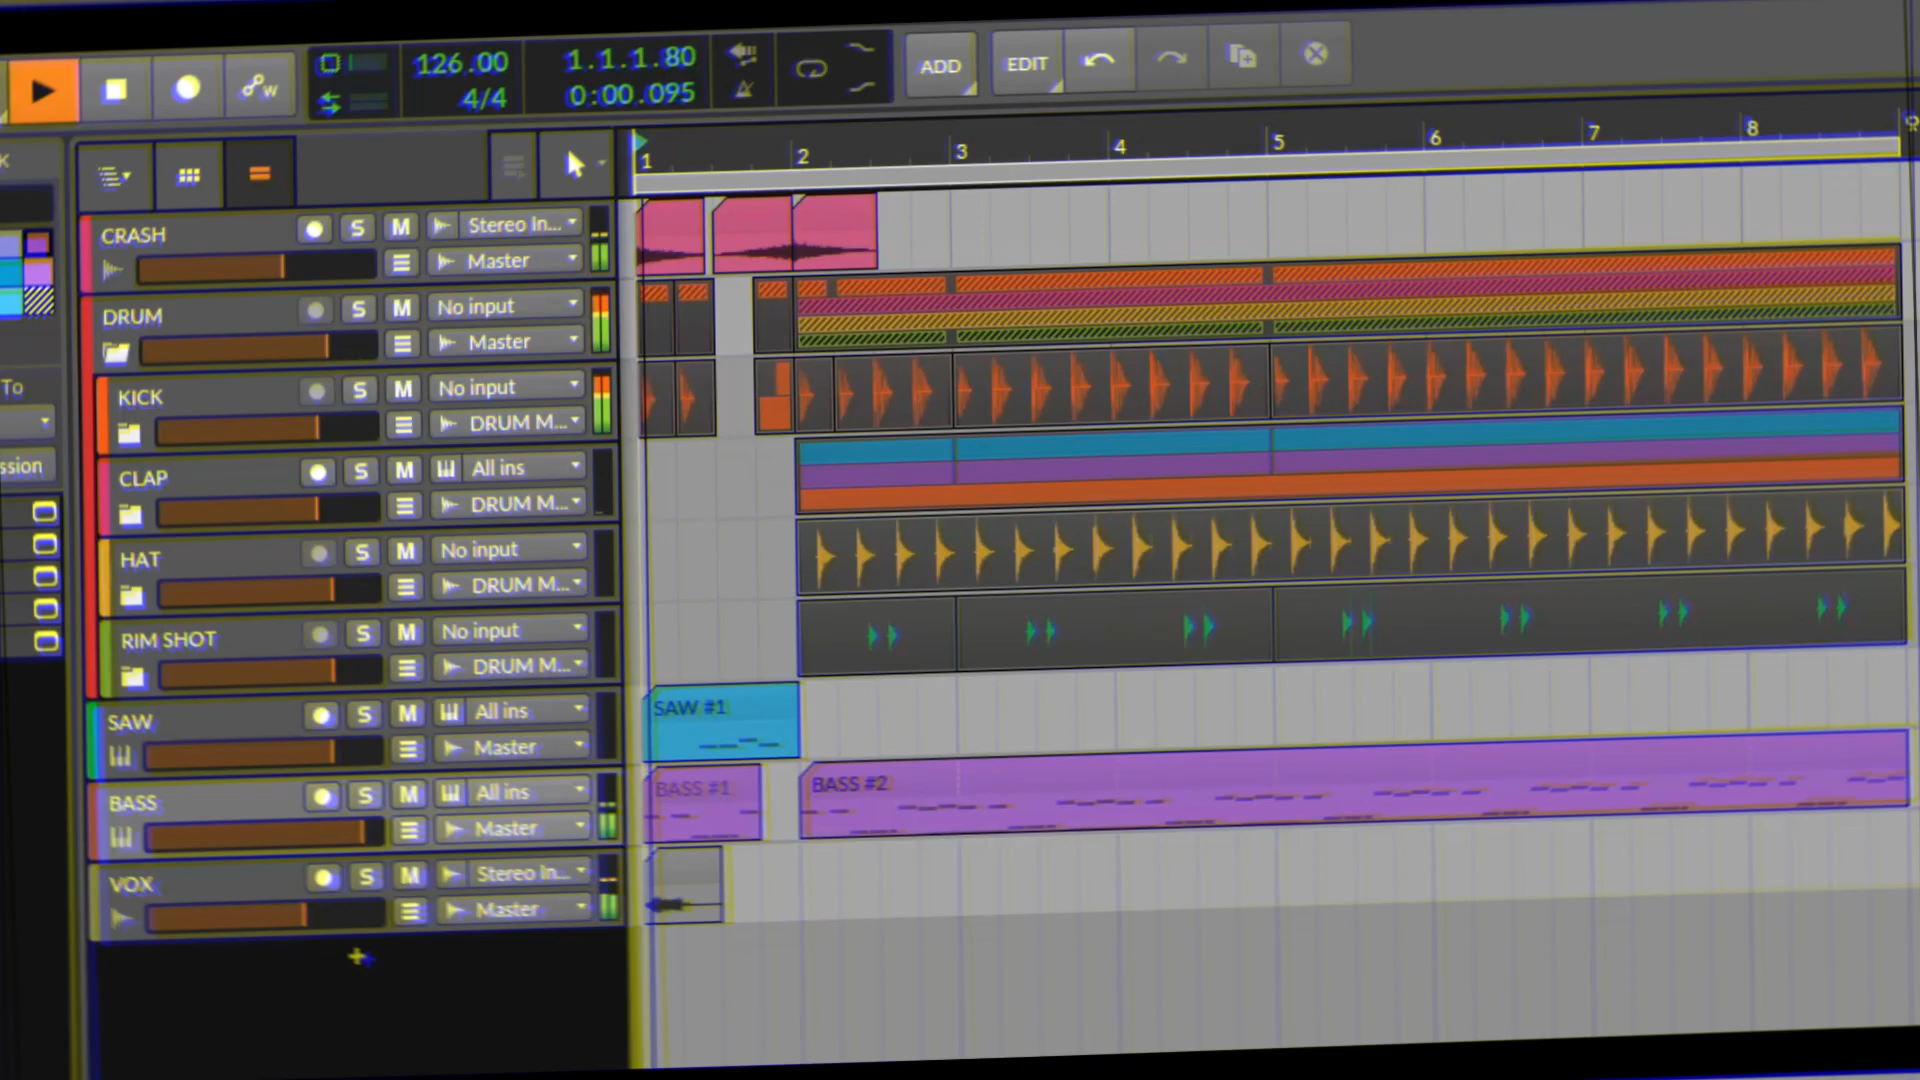 126.00
4/4
1.1.1.80
0:00.095
ADD
EDIT
W
1 2 3 4 5 6 7 8 9
K
To
ssion
CRASH S M Stereo In...
Master
DRUM S M No input
Master
KICK S M No input
DRUM M...
CLAP S M All ins
DRUM M...
HAT S M No input
DRUM M...
RIM SHOT S M No input
DRUM M...
SAW S M All ins
Master
SAW #1
BASS S M All ins
Master
BASS #1
BASS #2
VOX S M Stereo In...
Master